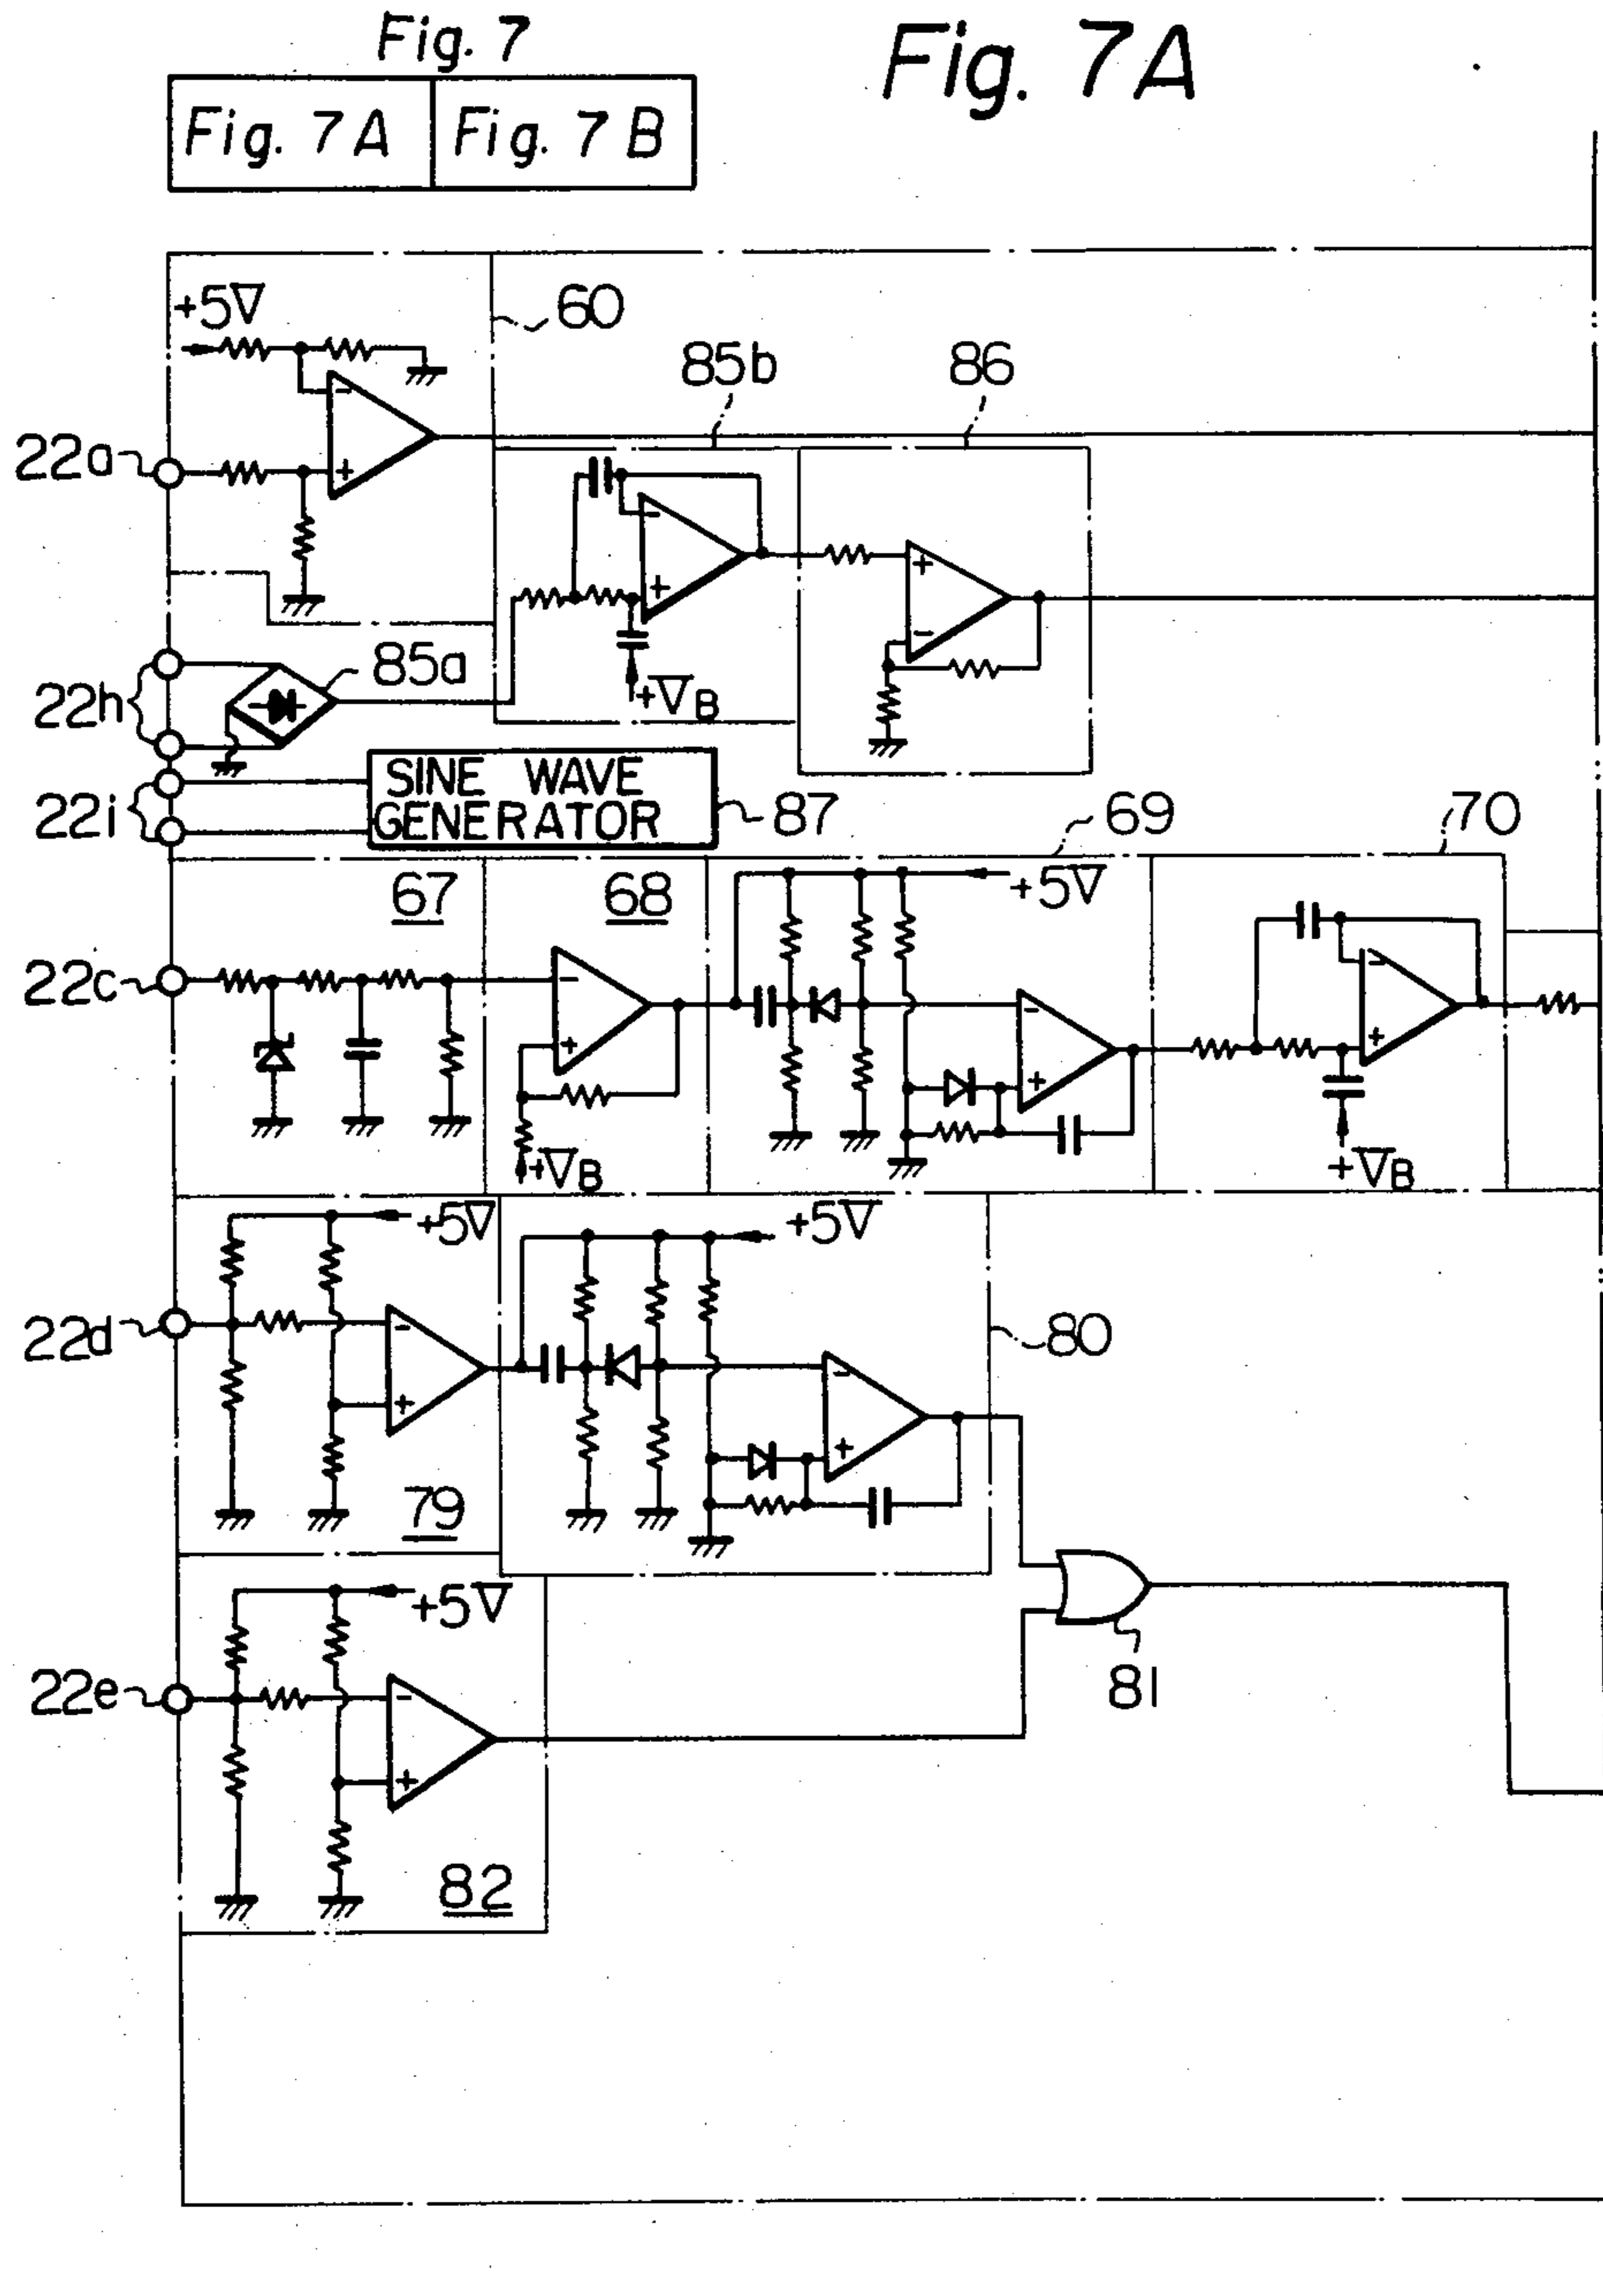 Fig. 7
Fig. 7A
Fig. 7A Fig. 7B
+5V
60
85b
86
22a
-
+
-
+
+
-
85a
22h
+VB
SINE WAVE
GENERATOR
87
22i
69
70
67
68
+5V
22c
-
+
-
+
-
+
+VB
+VB
+5V
+5V
22d
-
+
-
+
80
79
+5V
22e
-
+
81
82